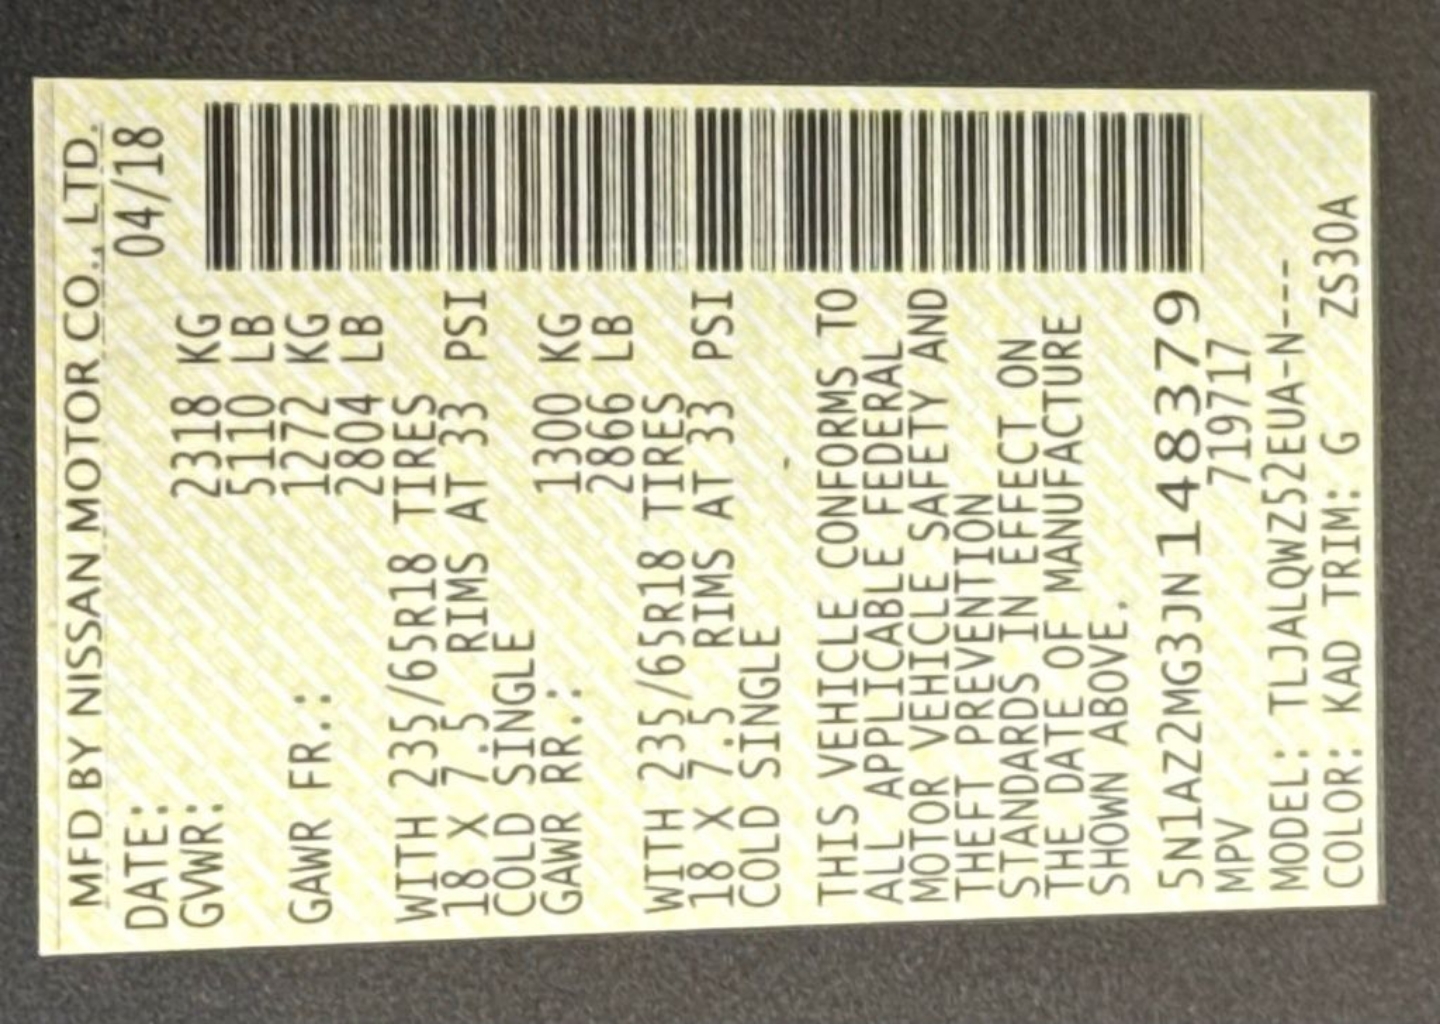 MFD BY NISSAN MOTOR CO., LTD.
DATE: 04/18
GVWR: 2318 KG
5110 LB
GAWR FR.: 1272 KG
2804 LB
WITH 235/65R18 TIRES
18 X 7.5 RIMS AT 33 PSI
COLD SINGLE
GAWR RR.: 1300 KG
2866 LB
WITH 235/65R18 TIRES
18 X 7.5 RIMS AT 33 PSI
COLD SINGLE
THIS VEHICLE CONFORMS TO
ALL APPLICABLE FEDERAL
MOTOR VEHICLE SAFETY AND
THEFT PREVENTION
STANDARDS IN EFFECT ON
THE DATE OF MANUFACTURE
SHOWN ABOVE.
5N1AZ2MG3JN148379
MPV 719717
MODEL: TLJALQWZ52EUA-N---
COLOR: KAD TRIM: G ZS30A